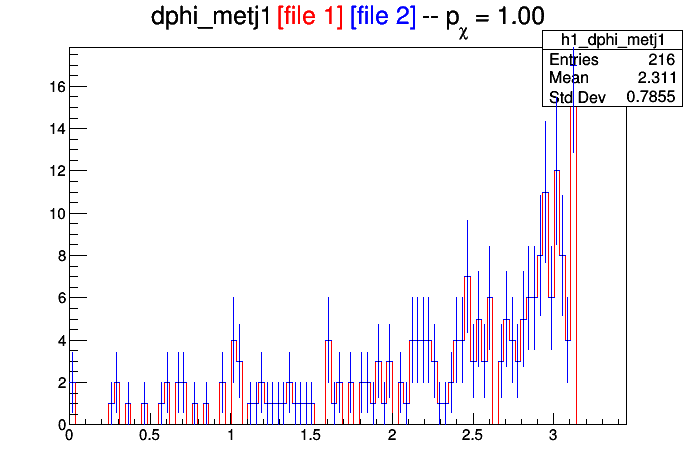 dphi_metj1 [file 1] [file 2] -- pχ = 1.00
h1_dphi_metj1
Entries 216
Mean 2.311
Std Dev 0.7855
16
14
12
10
8
6
4
2
0
0 0.5 1 1.5 2 2.5 3